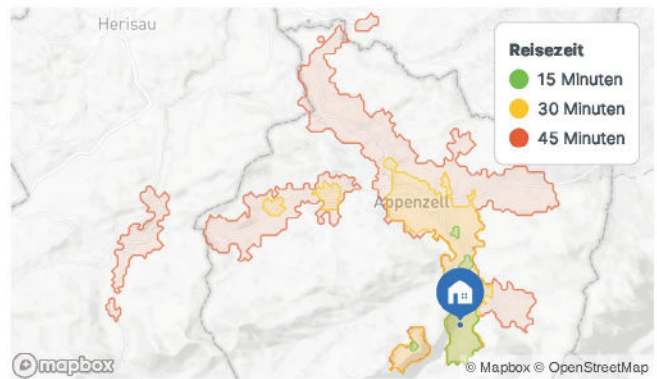 Herisau
Reisezeit
15 Minuten
30 Minuten
45 Minuten
Appenzell
mapbox
© Mapbox © OpenStreetMap